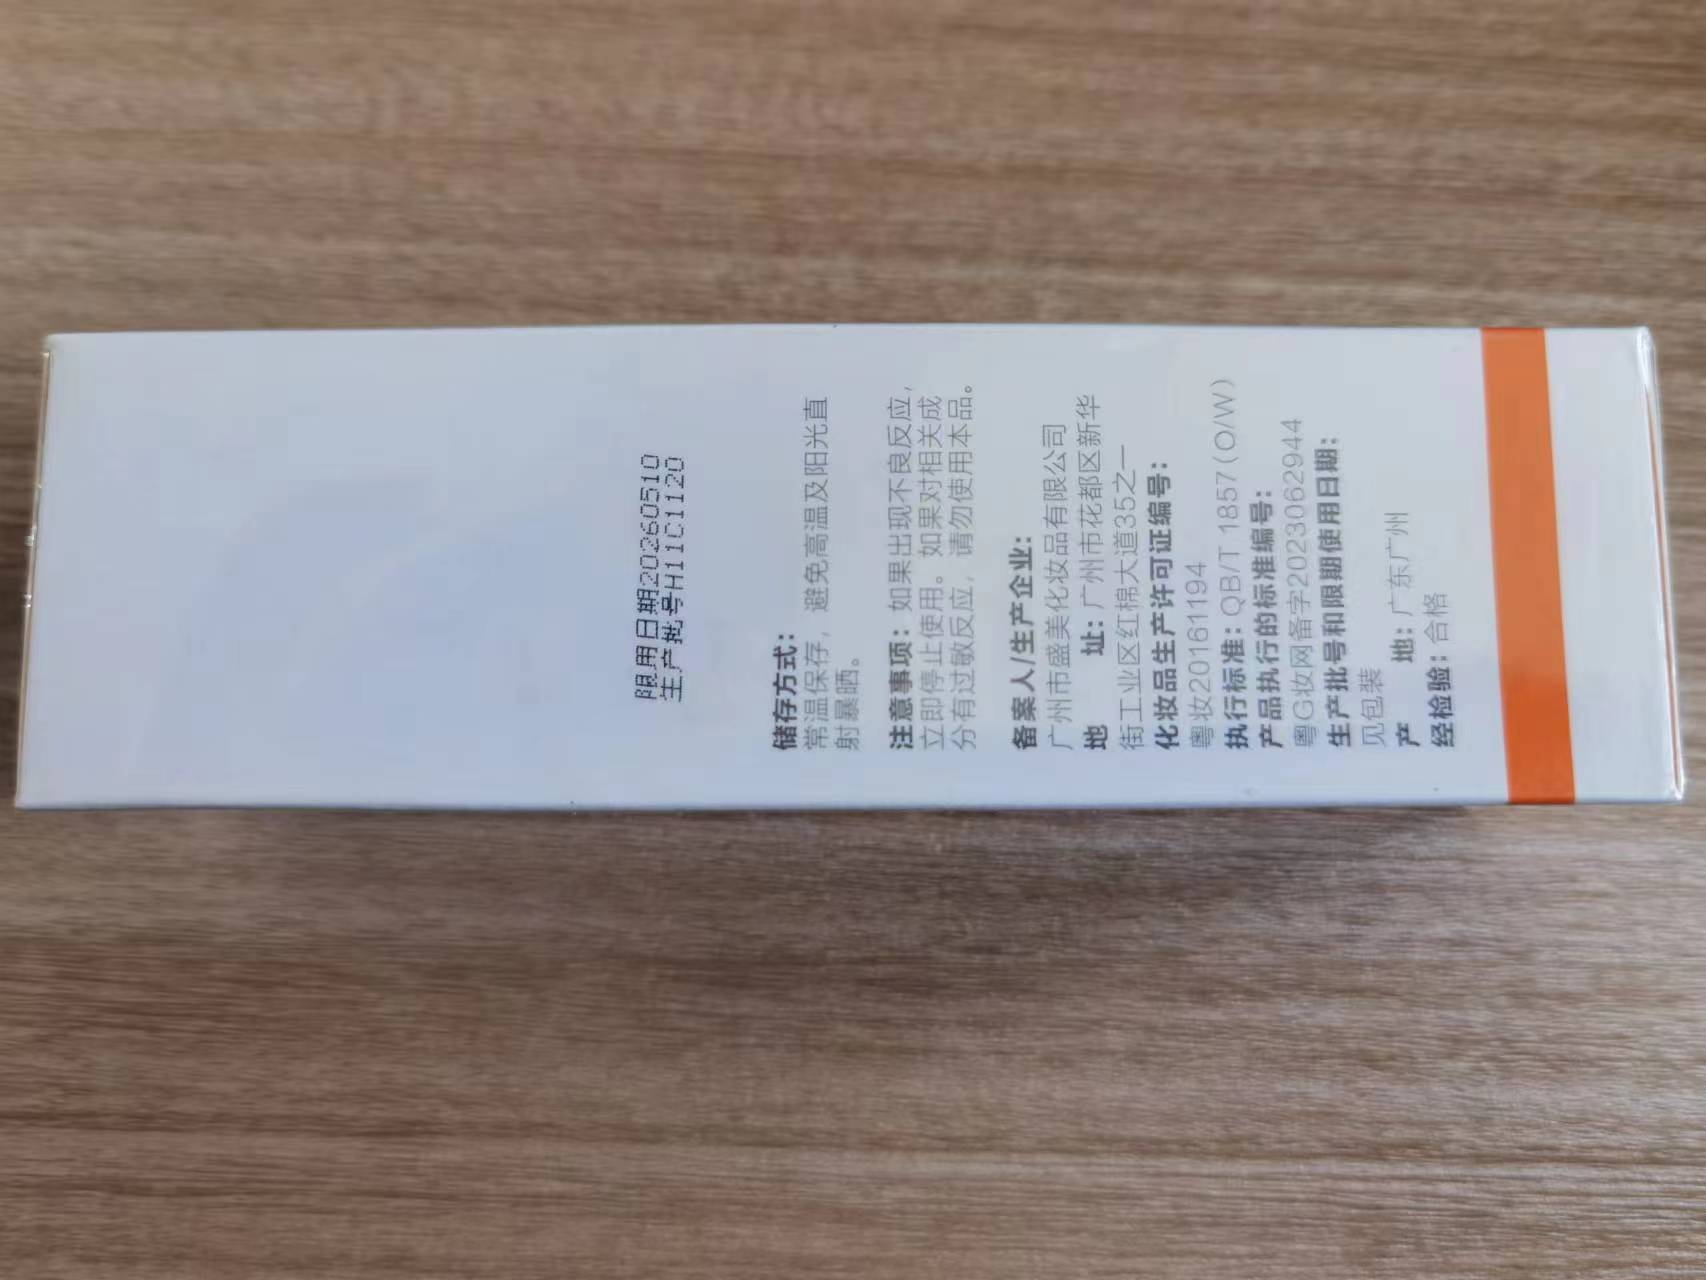 限用日期20260510
生产批号H11C1120
储存方式：
常温保存，避免高温及阳光直
射暴晒。
注意事项：如果出现不良反应，
立即停止使用。如果对相关成
分有过敏反应，请勿使用本品。
备案人/生产企业：
广州市盛美化妆品有限公司
地 址：广州市花都区新华
街工业区红棉大道35之一
化妆品生产许可证编号：
粤妆20161194
执行标准：QB/T 1857（O/W）
产品执行的标准编号：
粤G妆网备字2023062944
生产批号和限期使用日期：
见包装
产 地：广东广州
经检验：合格